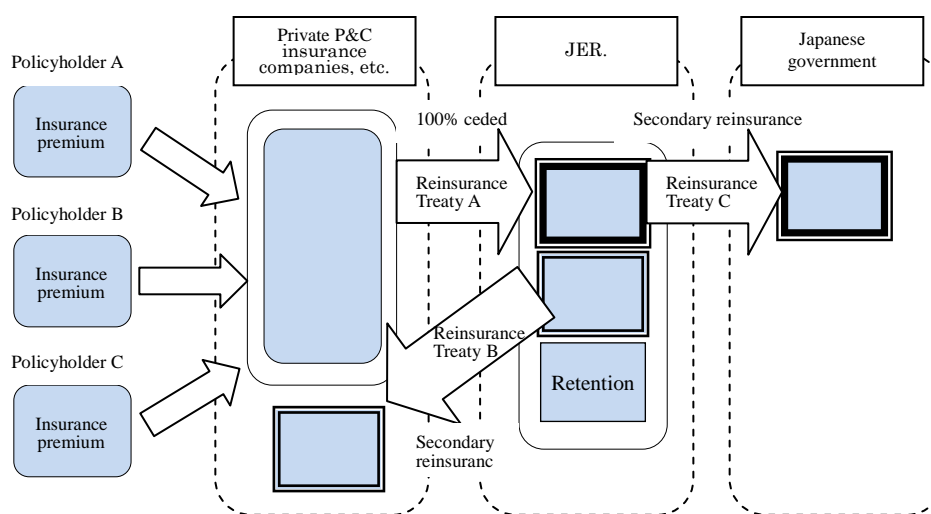 Private P&C
insurance
companies, etc.
JER.
Japanese
government
Policyholder A
Insurance
premium
Policyholder B
Insurance
premium
Policyholder C
Insurance
premium
100% ceded
Reinsurance
Treaty A
Secondary reinsurance
Reinsurance
Treaty C
Reinsurance
Treaty B
Retention
Secondary
reinsuranc